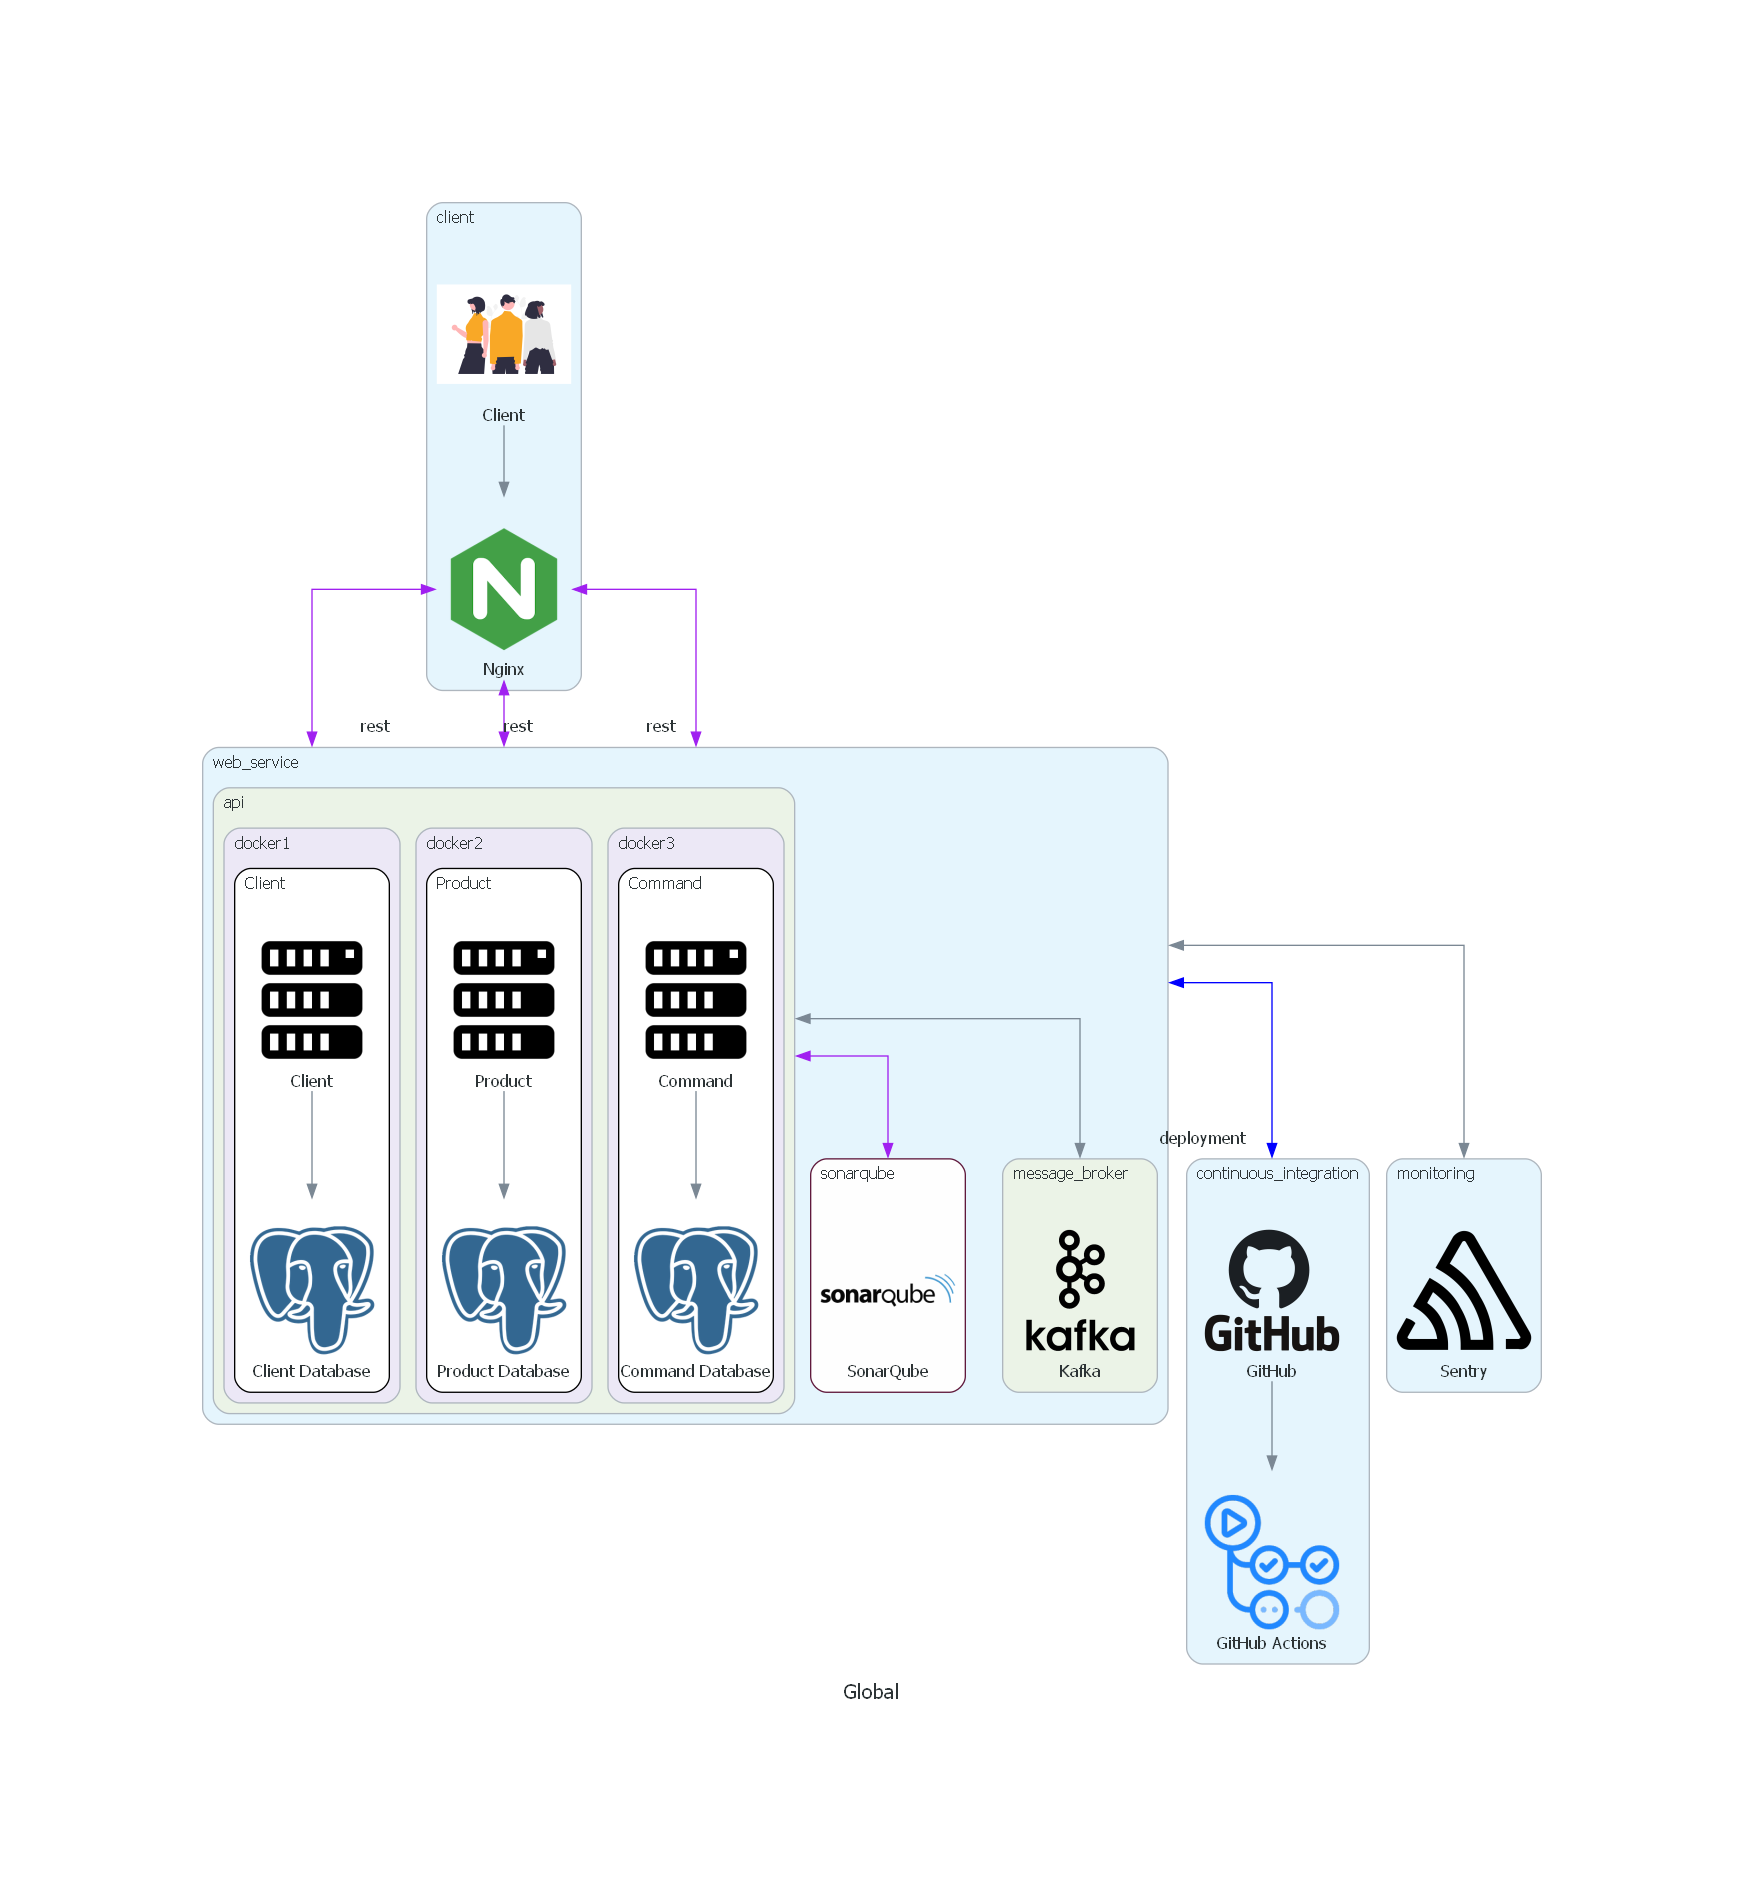 client
Client
Nginx
rest
rest
rest
web_service
api
docker1
docker2
docker3
Client
Product
Command
Client
Product
Command
deployment
sonarqube
message_broker
continuous_integration
monitoring
sonarqube
kafka
GitHub
Client Database
Product Database
Command Database
SonarQube
Kafka
GitHub
Sentry
GitHub Actions
Global